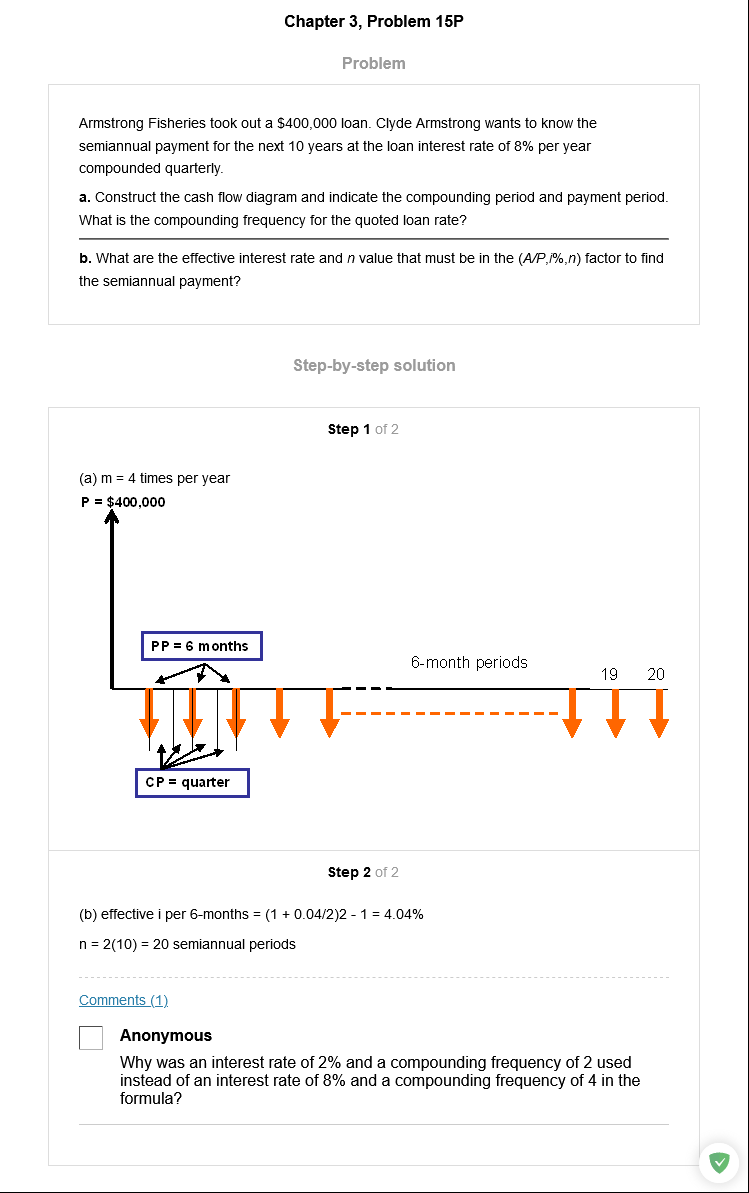 Chapter 3, Problem 15P
Problem
Armstrong Fisheries took out a $400,000 loan. Clyde Armstrong wants to know the
semiannual payment for the next 10 years at the loan interest rate of 8% per year
compounded quarterly.
a. Construct the cash flow diagram and indicate the compounding period and payment period.
What is the compounding frequency for the quoted loan rate?
b. What are the effective interest rate and n value that must be in the (A/P,i%,n) factor to find
the semiannual payment?
Step-by-step solution
Step 1 of 2
(a) m = 4 times per year
P = $400,000
PP = 6 months
6-month periods
19 20
CP = quarter
Step 2 of 2
(b) effective i per 6-months = (1 + 0.04/2)2 - 1 = 4.04%
n = 2(10) = 20 semiannual periods
Comments (1)
Anonymous
Why was an interest rate of 2% and a compounding frequency of 2 used
instead of an interest rate of 8% and a compounding frequency of 4 in the
formula?